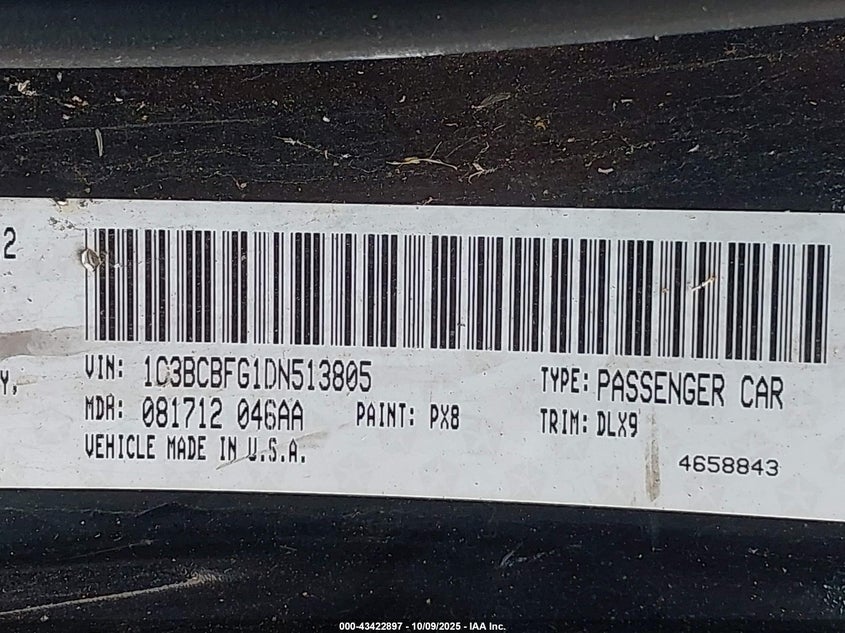 2
Y,
VIN: 1C3BCBFG1DN513805
TYPE: PASSENGER CAR
MDH: 081712 046AA
PAINT: PX8
TRIM: DLX9
VEHICLE MADE IN U.S.A.
4658843
000-43422897 - 10/09/2025 - IAA Inc.